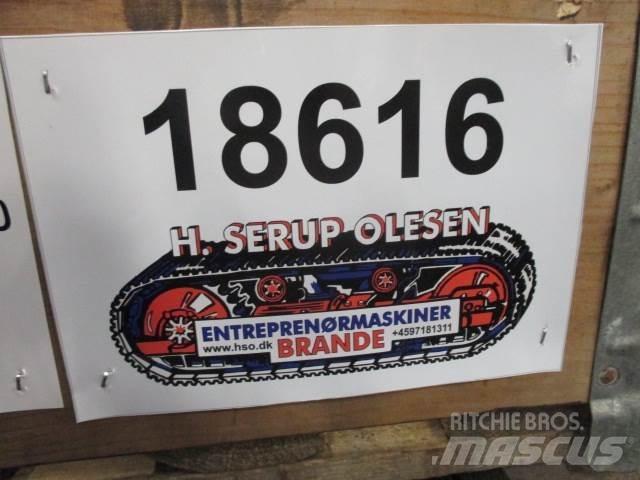 18616
H. SERUP OLESEN
ENTREPRENØRMASKINER
www.hso.dk BRANDE +4597181311
RITCHIE BROS.
MASCUS